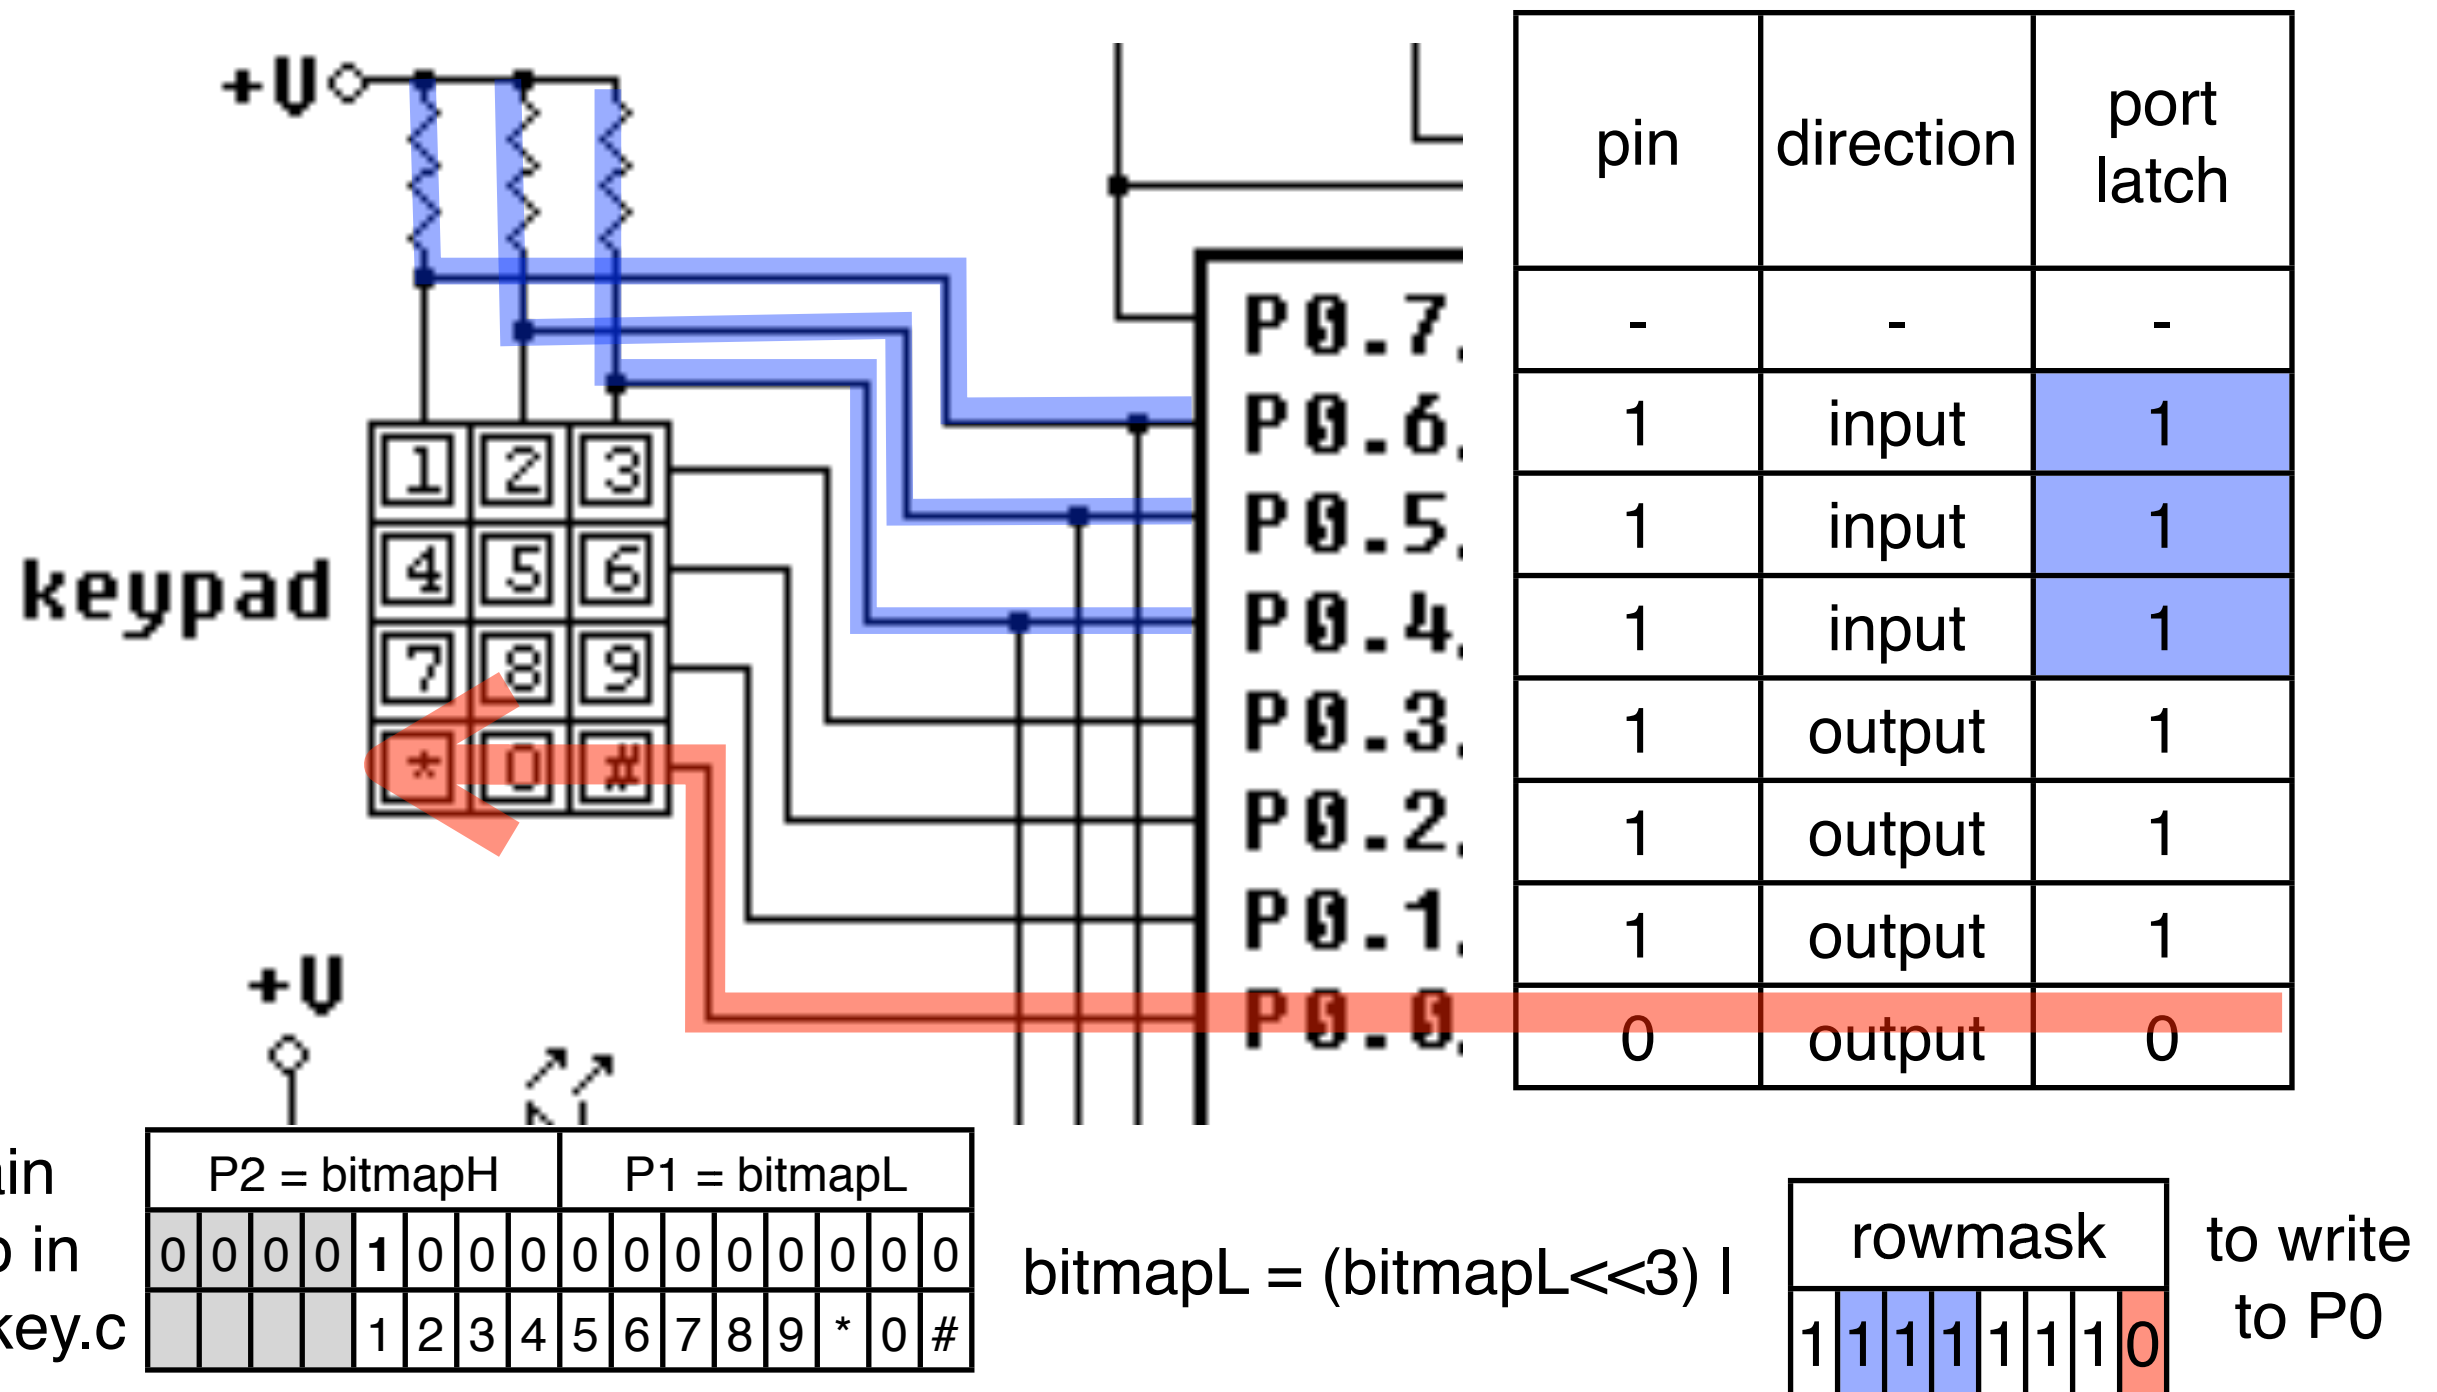 +V
keypad
1 2 3
4 5 6
7 8 9
* 0 #
+V
P0.7,
P0.6,
P0.5,
P0.4,
P0.3,
P0.2,
P0.1,
P0.0,
pin direction port latch
- - -
1 input 1
1 input 1
1 input 1
1 output 1
1 output 1
1 output 1
0 output 0
in
in
key.c
P2 = bitmapH P1 = bitmapL
0 0 0 0 1 0 0 0 0 0 0 0 0 0 0 0
1 2 3 4 5 6 7 8 9 * 0 #
bitmapL = (bitmapL<<3) |
rowmask
1 1 1 1 1 1 1 0
to write
to P0